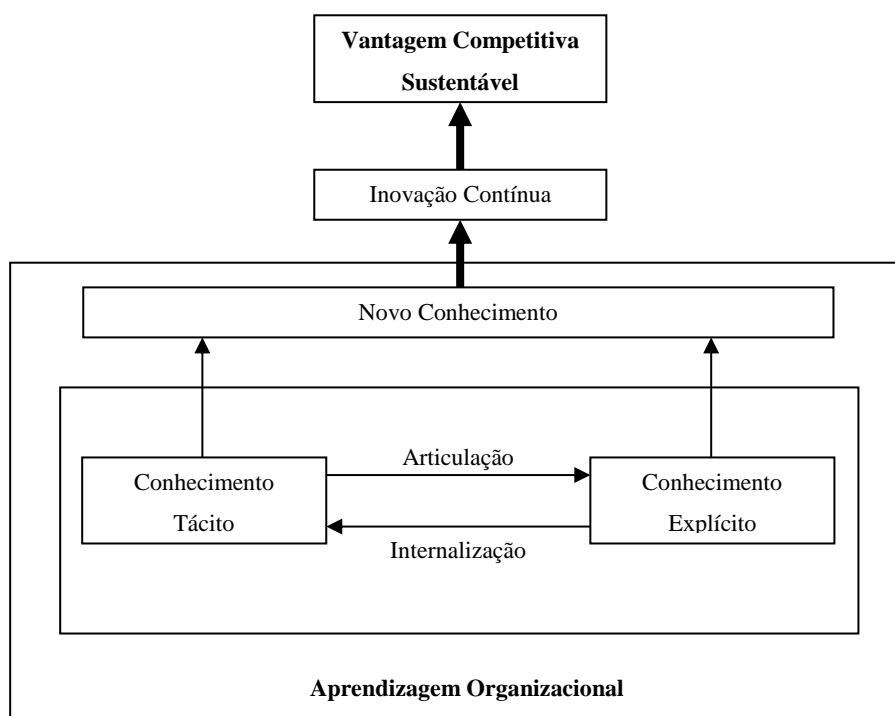 Vantagem Competitiva
Sustentável
Inovação Contínua
Novo Conhecimento
Articulação
Conhecimento
Tácito
Conhecimento
Explícito
Internalização
Aprendizagem Organizacional